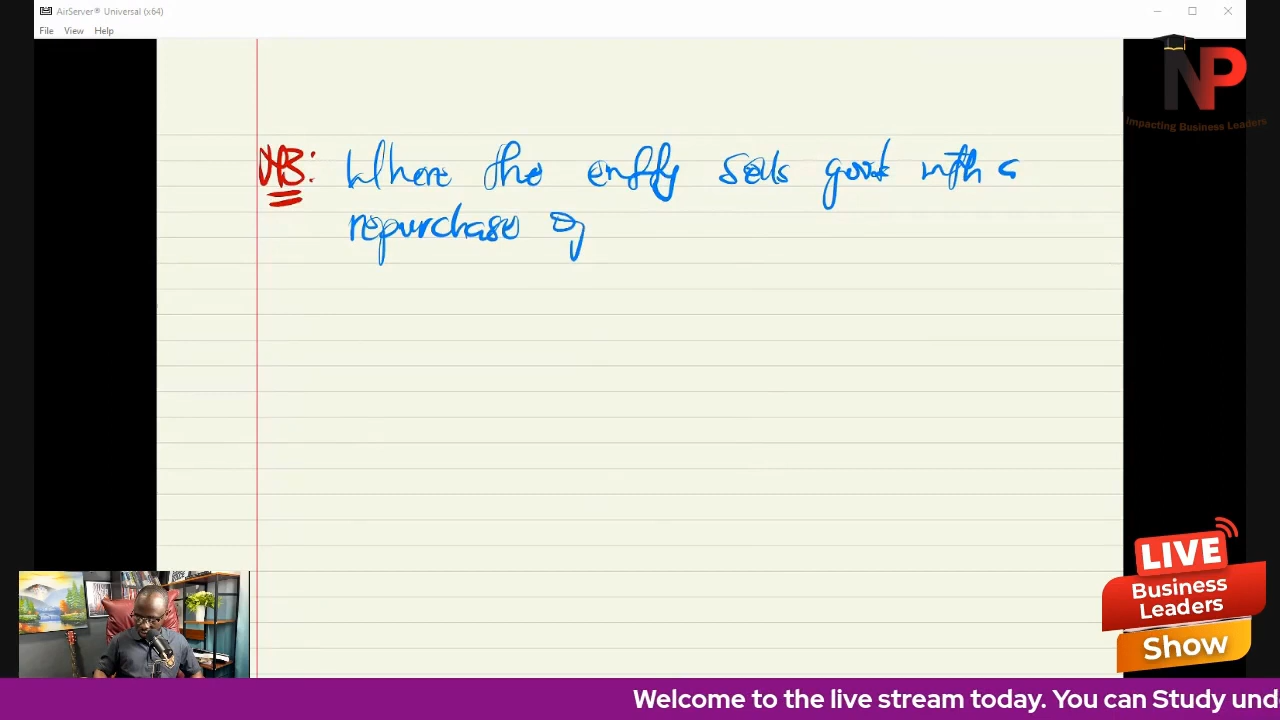 AirServer® Universal (x64)
File View Help
NP
Impacting Business Leaders
NB: Where the entity sells goods with a
repurchase
LIVE
Business
Leaders
Show
Welcome to the live stream today. You can Study und